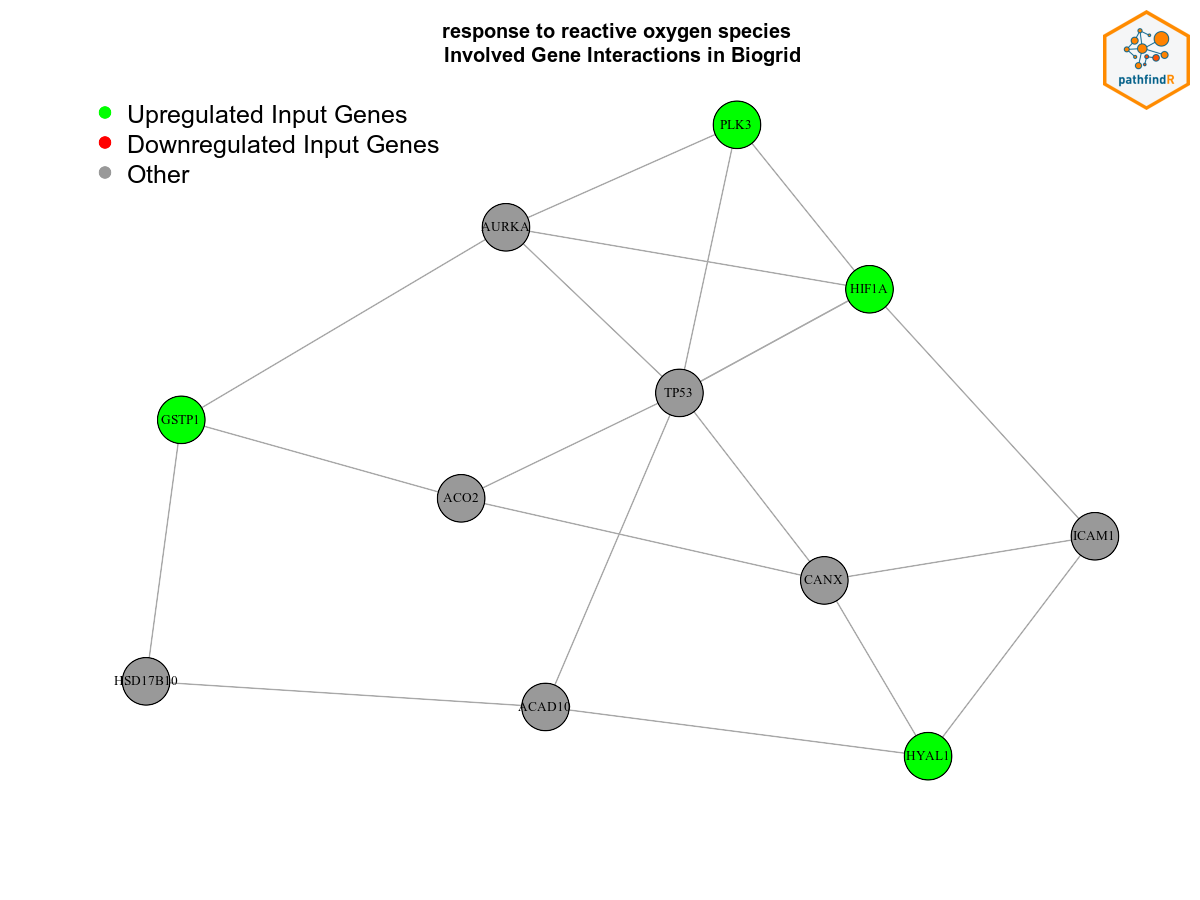 response to reactive oxygen species
Involved Gene Interactions in Biogrid
pathfindR
Upregulated Input Genes
Downregulated Input Genes
Other
PLK3
AURKA
HIF1A
TP53
GSTP1
ACO2
ICAM1
CANX
HSD17B10
ACAD10
HYAL1